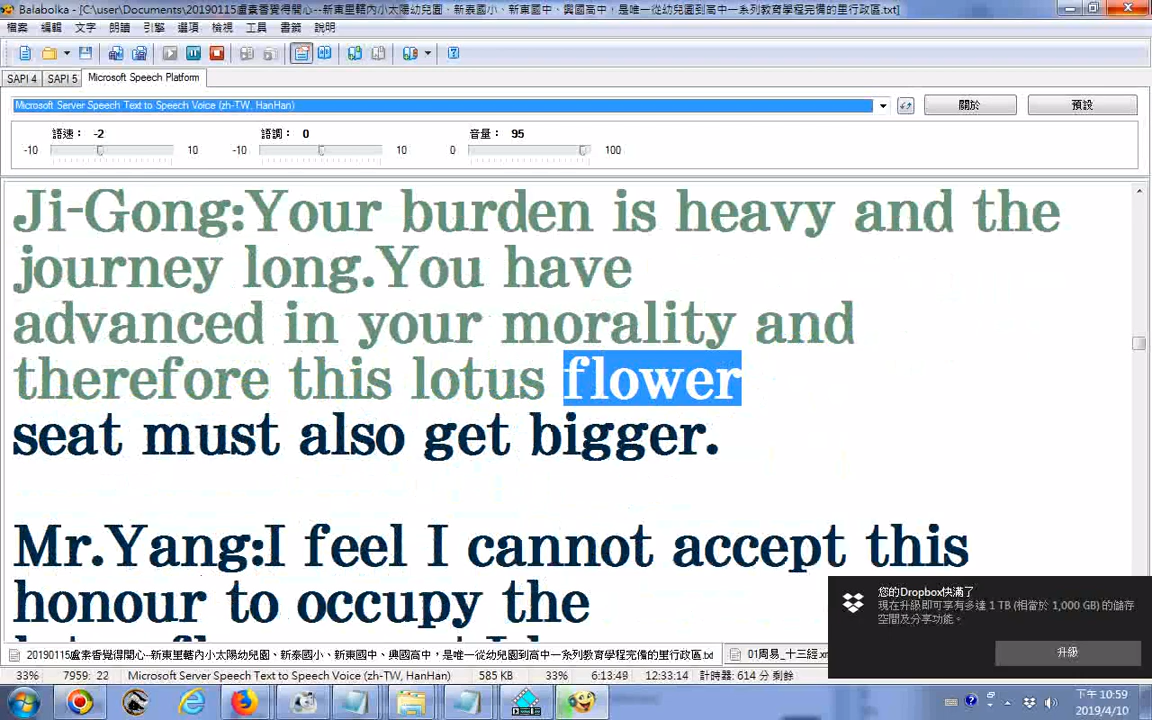 Balabolka - [C:\user\Documents\20190115盧素香覺得開心--新東里轄內小太陽幼兒園、新泰國小、新東國中、興國高中，是唯一從幼兒園到高中一系列教育學程完備的里行政區.txt]
檔案 編輯 文字 朗讀 引擎 選項 檢視 工具 書籤 說明
SAPI 4 SAPI 5 Microsoft Speech Platform
Microsoft Server Speech Text to Speech Voice (zh-TW, HanHan) 關於 預設
語速： -2 語調： 0 音量： 95
-10 10 -10 10 0 100
Ji-Gong:Your burden is heavy and the
journey long.You have
advanced in your morality and
therefore this lotus flower
seat must also get bigger.
Mr.Yang:I feel I cannot accept this
honour to occupy the
您的Dropbox快滿了
現在升級即可享有多達 1 TB (相當於 1,000 GB) 的儲存
空間及分享功能。
升級
20190115盧素香覺得開心--新東里轄內小太陽幼兒園、新泰國小、新東國中、興國高中，是唯一從幼兒園到高中一系列教育學程完備的里行政區.txt 01周易_十三經.xm
33% 7959: 22 Microsoft Server Speech Text to Speech Voice (zh-TW, HanHan) 585 KB 33% 6:13:49 12:33:14 計時器: 614 分 剩餘
下午 10:59
2019/4/10